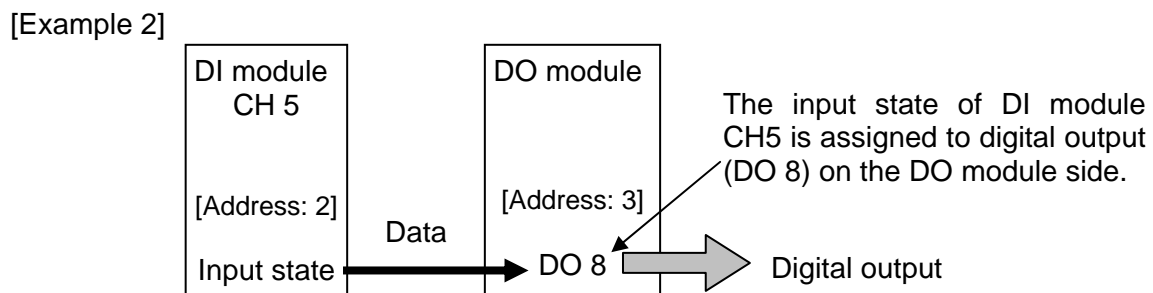 [Example 2]
DI module
CH 5
DO module
The input state of DI module
CH5 is assigned to digital output
(DO 8) on the DO module side.
[Address: 2]
[Address: 3]
Data
Input state
DO 8
Digital output